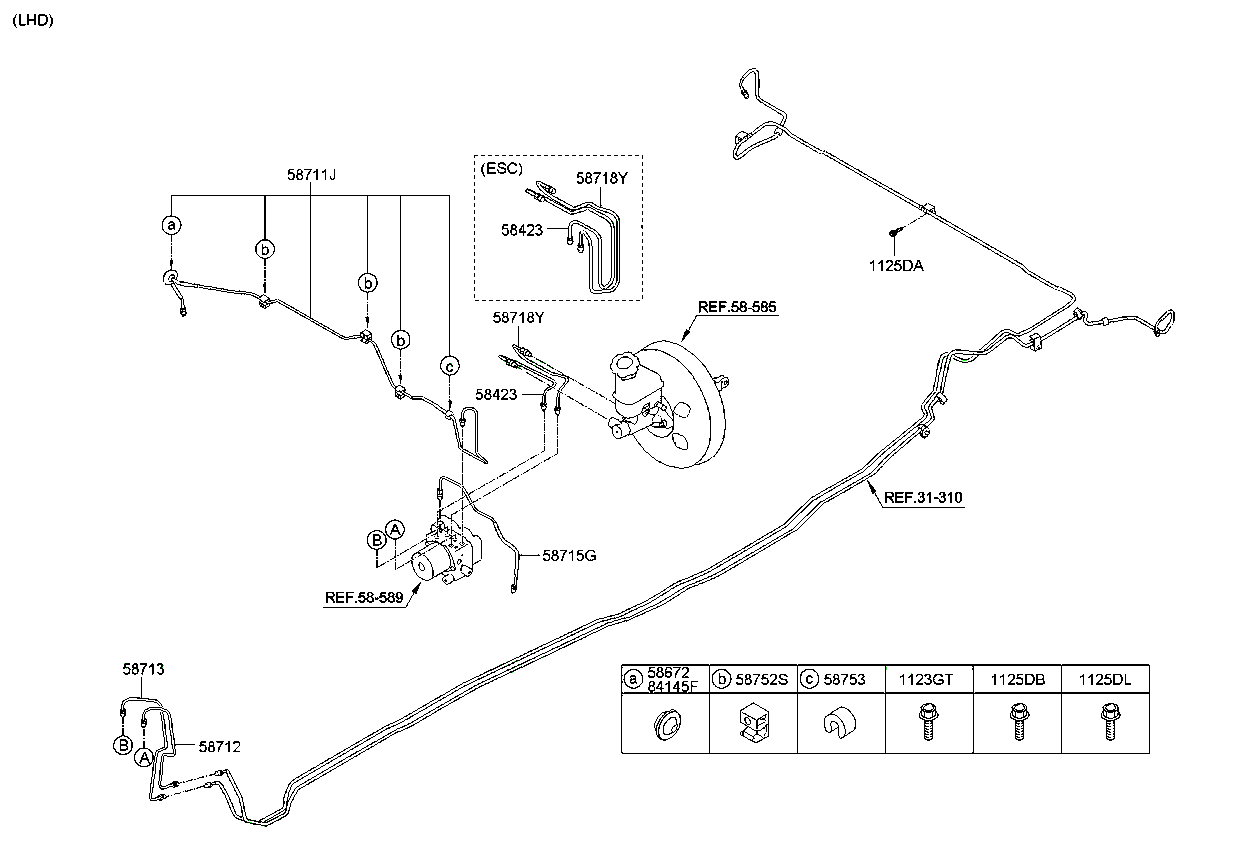 (LHD)
58711J
a
b
b
b
c
(ESC)
58718Y
58423
1125DA
REF.58-585
58718Y
58423
REF.31-310
B
A
58715G
REF.58-589
58713
B
A
58712
a 58672
84145F
b 58752S
c 58753
1123GT
1125DB
1125DL